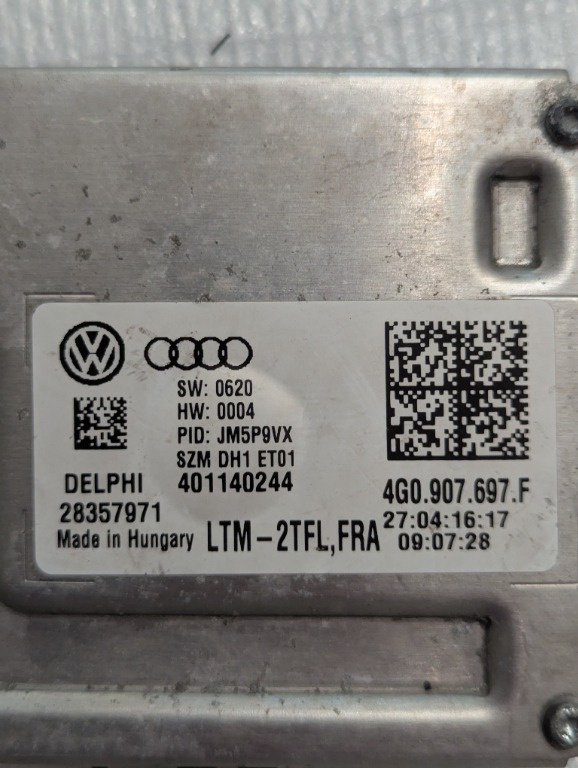 VW
SW: 0620
HW: 0004
PID: JM5P9VX
SZM DH1 ET01
401140244
DELPHI
28357971
Made in Hungary
LTM-2TFL,FRA
4G0.907.697.F
27:04:16:17
09:07:28